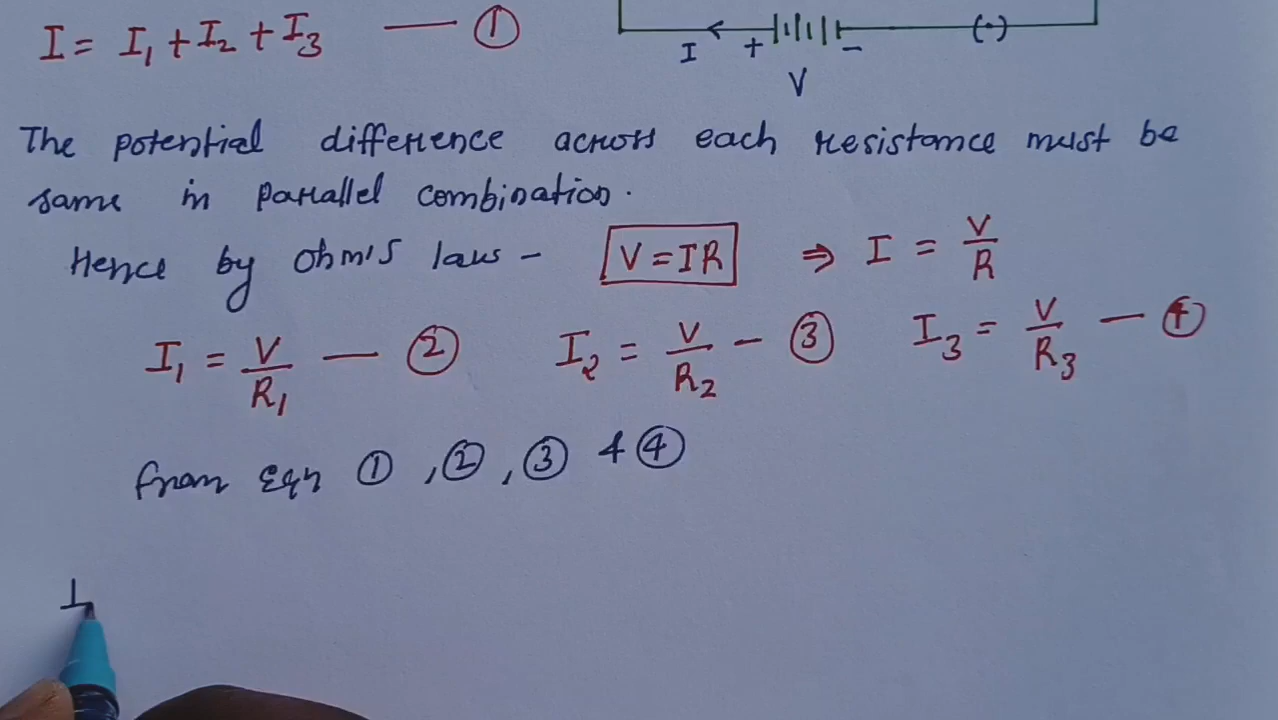 I = I₁ + I₂ + I₃ — ①
I + −
V
The potential difference across each resistance must be
same in parallel combination.
Hence by ohm's law – V = IR ⇒ I = V/R
I₁ = V/R₁ — ② I₂ = V/R₂ – ③ I₃ = V/R₃ — ④
from Eqn ①, ②, ③ & ④
I